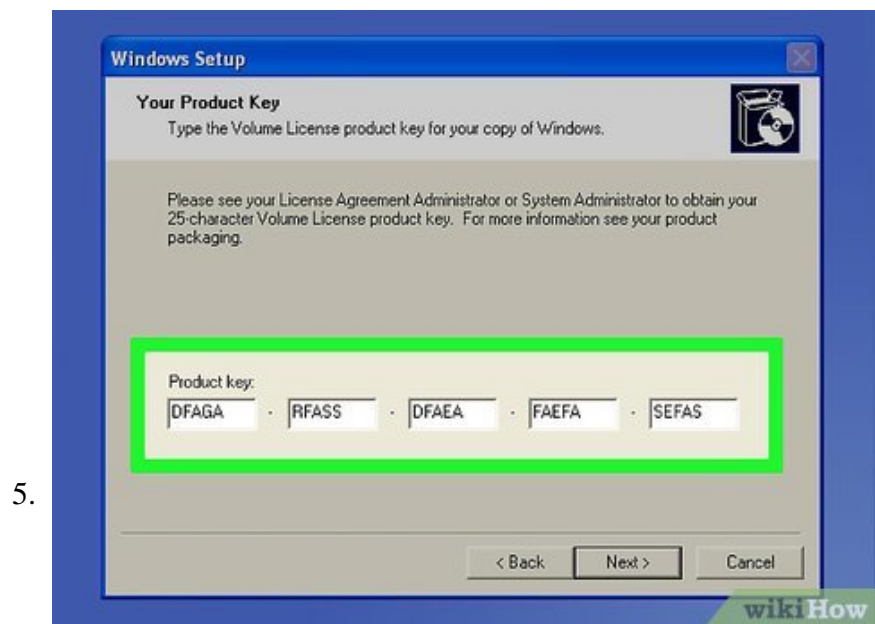 Windows Setup
Your Product Key
Type the Volume License product key for your copy of Windows.
Please see your License Agreement Administrator or System Administrator to obtain your
25-character Volume License product key. For more information see your product
packaging.
Product key:
DFAGA - RFASS - DFAEA - FAEFA - SEFAS
5.
< Back Next > Cancel
wikiHow